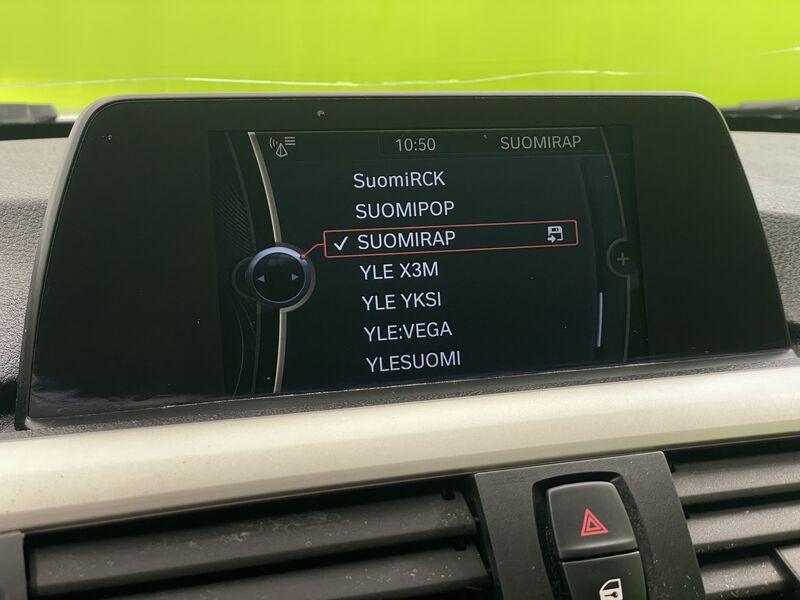 10:50 SUOMIRAP
SuomiRCK
SUOMIPOP
SUOMIRAP
YLE X3M
YLE YKSI
YLE:VEGA
YLESUOMI